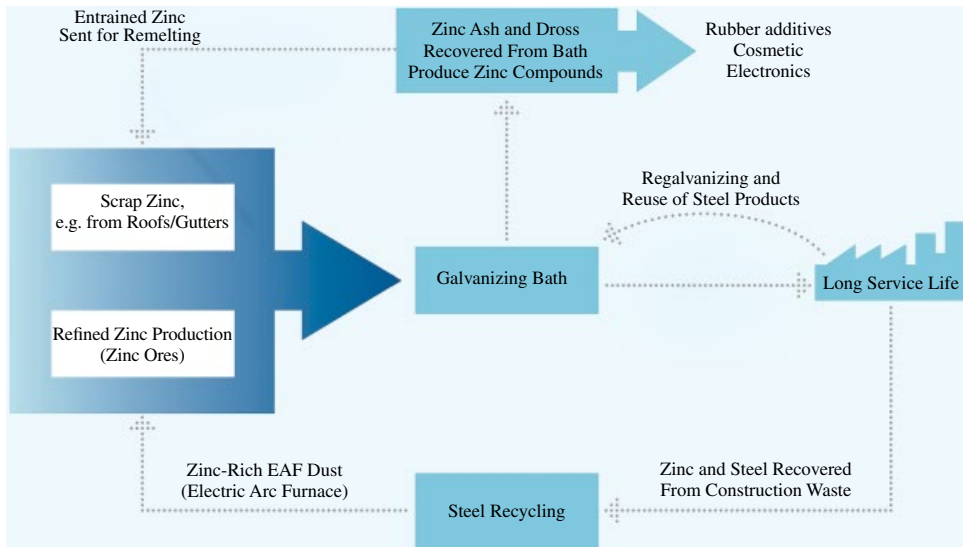 Entrained Zinc
Sent for Remelting
Zinc Ash and Dross
Recovered From Bath
Produce Zinc Compounds
Rubber additives
Cosmetic
Electronics
Scrap Zinc,
e.g. from Roofs/Gutters
Regalvanizing and
Reuse of Steel Products
Galvanizing Bath
Long Service Life
Refined Zinc Production
(Zinc Ores)
Zinc-Rich EAF Dust
(Electric Arc Furnace)
Steel Recycling
Zinc and Steel Recovered
From Construction Waste